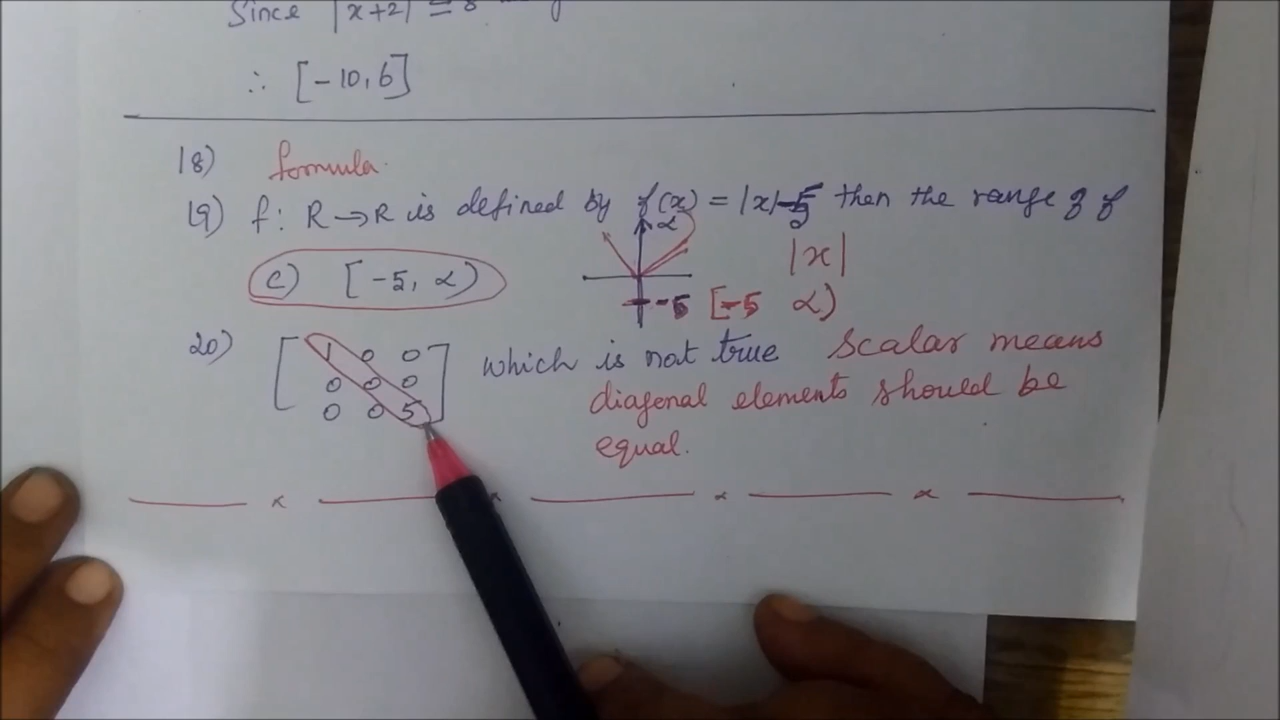 Since |x+2|
∴ [-10,6]
18) formula.
19) f: R→R is defined by f(x) = |x|-5 then the range of f
c) [-5, ∝)
∝
|x|
-5 [-5 ∝)
20) [1 0 0 which is not true scalar means
0 0 0 diagonal elements should be
0 0 5] equal.
x x x x